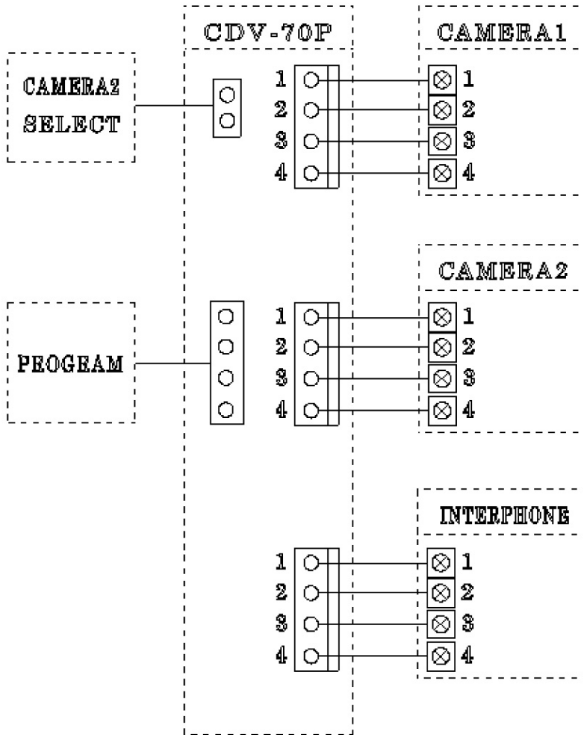 CDV-70P
CAMERA1
CAMERA2
SELECT
1 1
2 2
3 3
4 4
CAMERA2
PEOGEAM
1 1
2 2
3 3
4 4
INTERPHONE
1 1
2 2
3 3
4 4